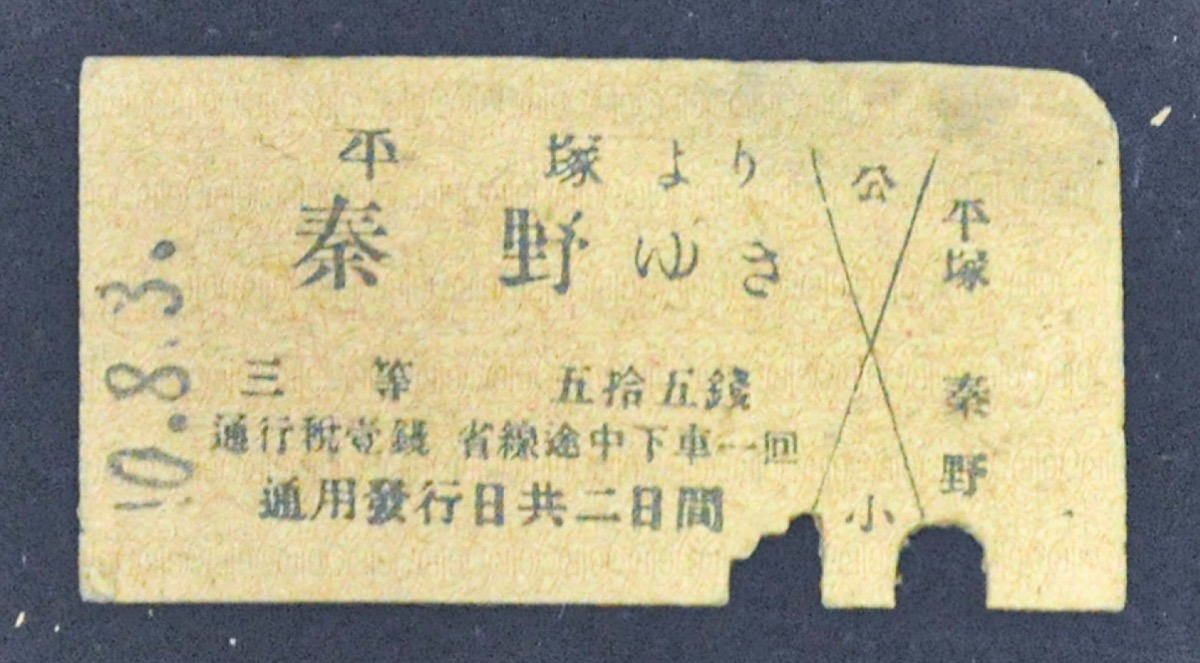 平塚より
秦野ゆき
三等 五拾五錢
通行税壹錢 省線途中下車一回
通用發行日共二日間
公
小
平塚
秦野
10.8.3.